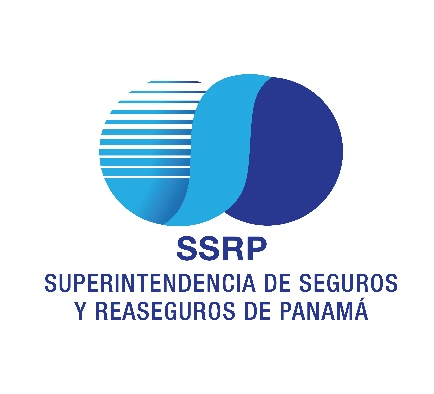 SSRP
SUPERINTENDENCIA DE SEGUROS
Y REASEGUROS DE PANAMÁ